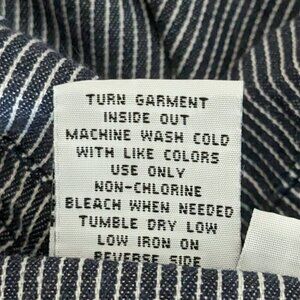 TURN GARMENT
INSIDE OUT
MACHINE WASH COLD
WITH LIKE COLORS
USE ONLY
NON-CHLORINE
BLEACH WHEN NEEDED
TUMBLE DRY LOW
LOW IRON ON
REVERSE SIDE